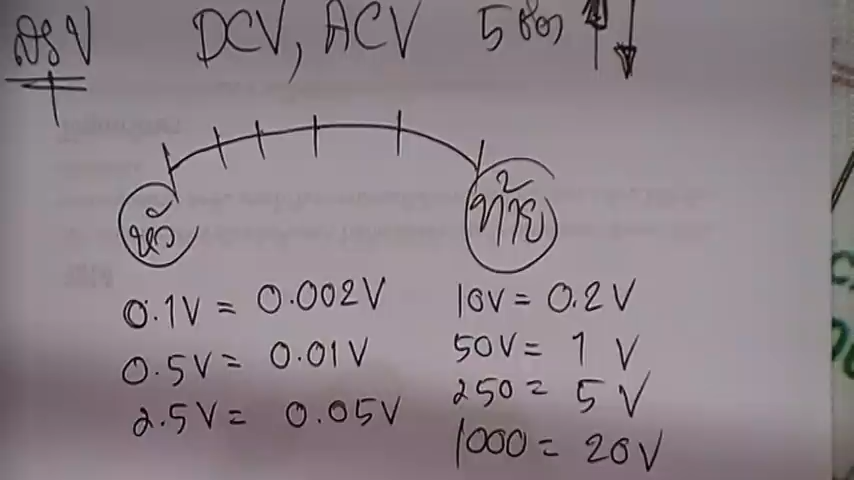 สรุป DCV, ACV 5 ช่อง
หัว ท้าย
0.1V = 0.002V 10V = 0.2V
0.5V = 0.01V 50V = 1 V
2.5V = 0.05V 250 = 5 V
1000 = 20V